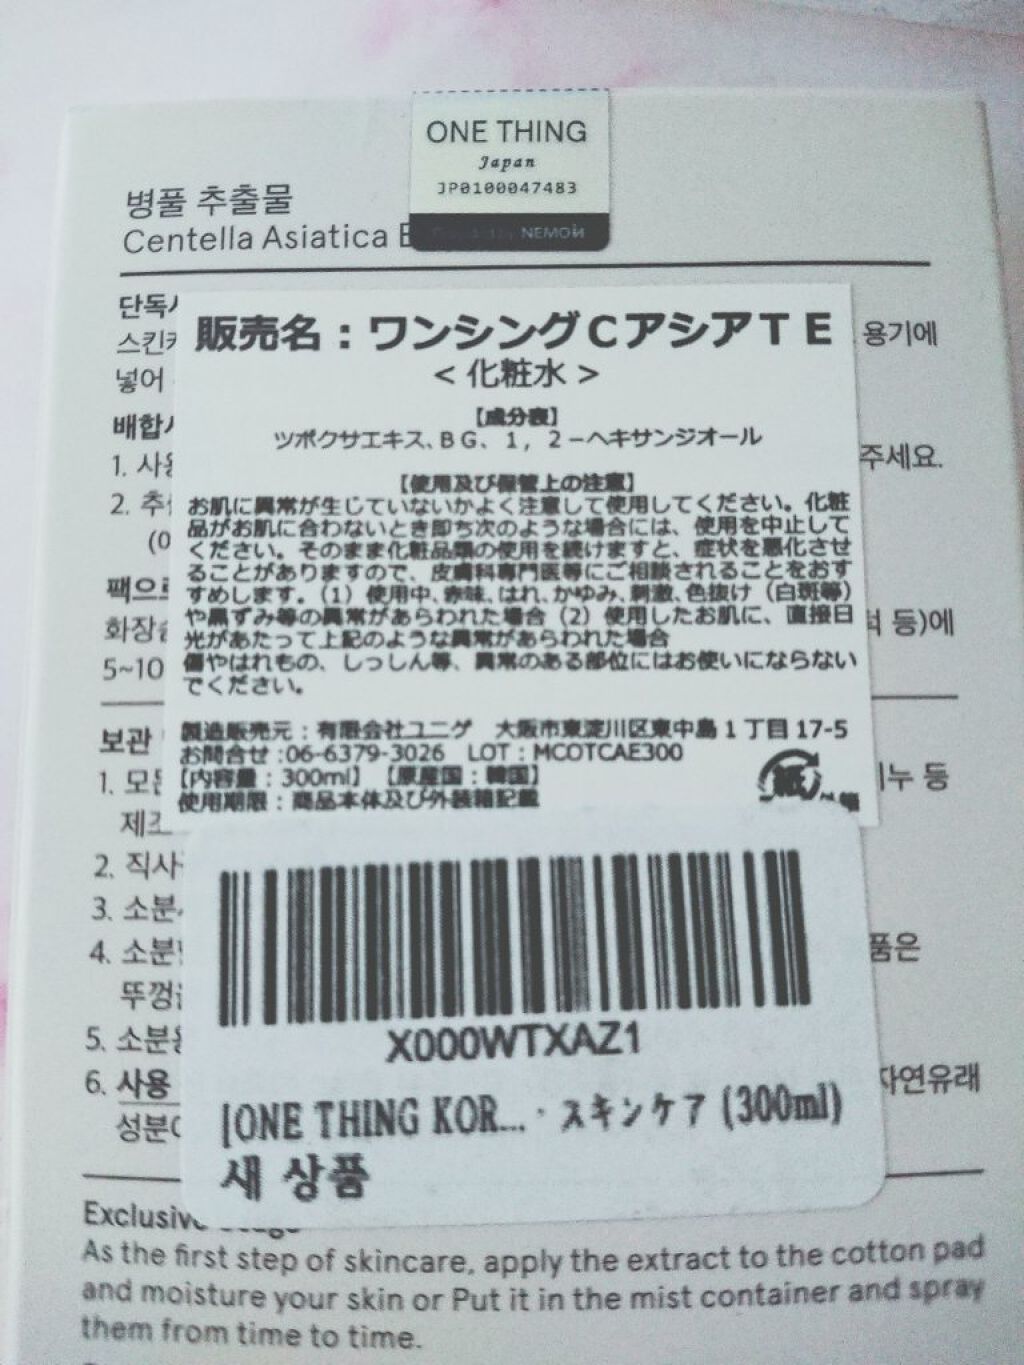 ONE THING
Japan
JP0100047483
NEMOИ
병풀 추출물
Centella Asiatica
단독
스킨
용기에
넣어
販売名：ワンシングCアシアTE
<化粧水>
【成分表】
ツボクサエキス、BG、1，2－ヘキサンジオール
【使用及び保管上の注意】
お肌に異常が生じていないかよく注意して使用してください。化粧
品がお肌に合わないとき即ち次のような場合には、使用を中止して
ください。そのまま化粧品類の使用を続けますと、症状を悪化させ
ることがありますので、皮膚科専門医等にご相談されることをおす
すめします。（1）使用中、赤味、はれ、かゆみ、刺激、色抜け（白斑等）
や黒ずみ等の異常があらわれた場合（2）使用したお肌に、直接日
光があたって上記のような異常があらわれた場合
傷やはれもの、しっしん等、異常のある部位にはお使いにならない
でください。
製造販売元：有限会社ユニゲ　大阪市東淀川区東中島1丁目17-5
お問合せ:06-6379-3026　LOT：MCOTCAE300
【内容量：300ml】【原産国：韓国】
使用期限：商品本体及び外装箱記載
紙
배합
1. 사용
주세요.
2. 추
팩으로
화장솜
등)에
5~10
보관
1. 모든
비누 등
제조
2. 직사
3. 소분
4. 소분
품은
뚜껑
5. 소분용
6. 사용
자연유래
성분
X000WTXAZ1
[ONE THING KOR... · スキンケア (300ml)
새 상품
Exclusive
As the first step of skincare, apply the extract to the cotton pad
and moisture your skin or Put it in the mist container and spray
them from time to time.